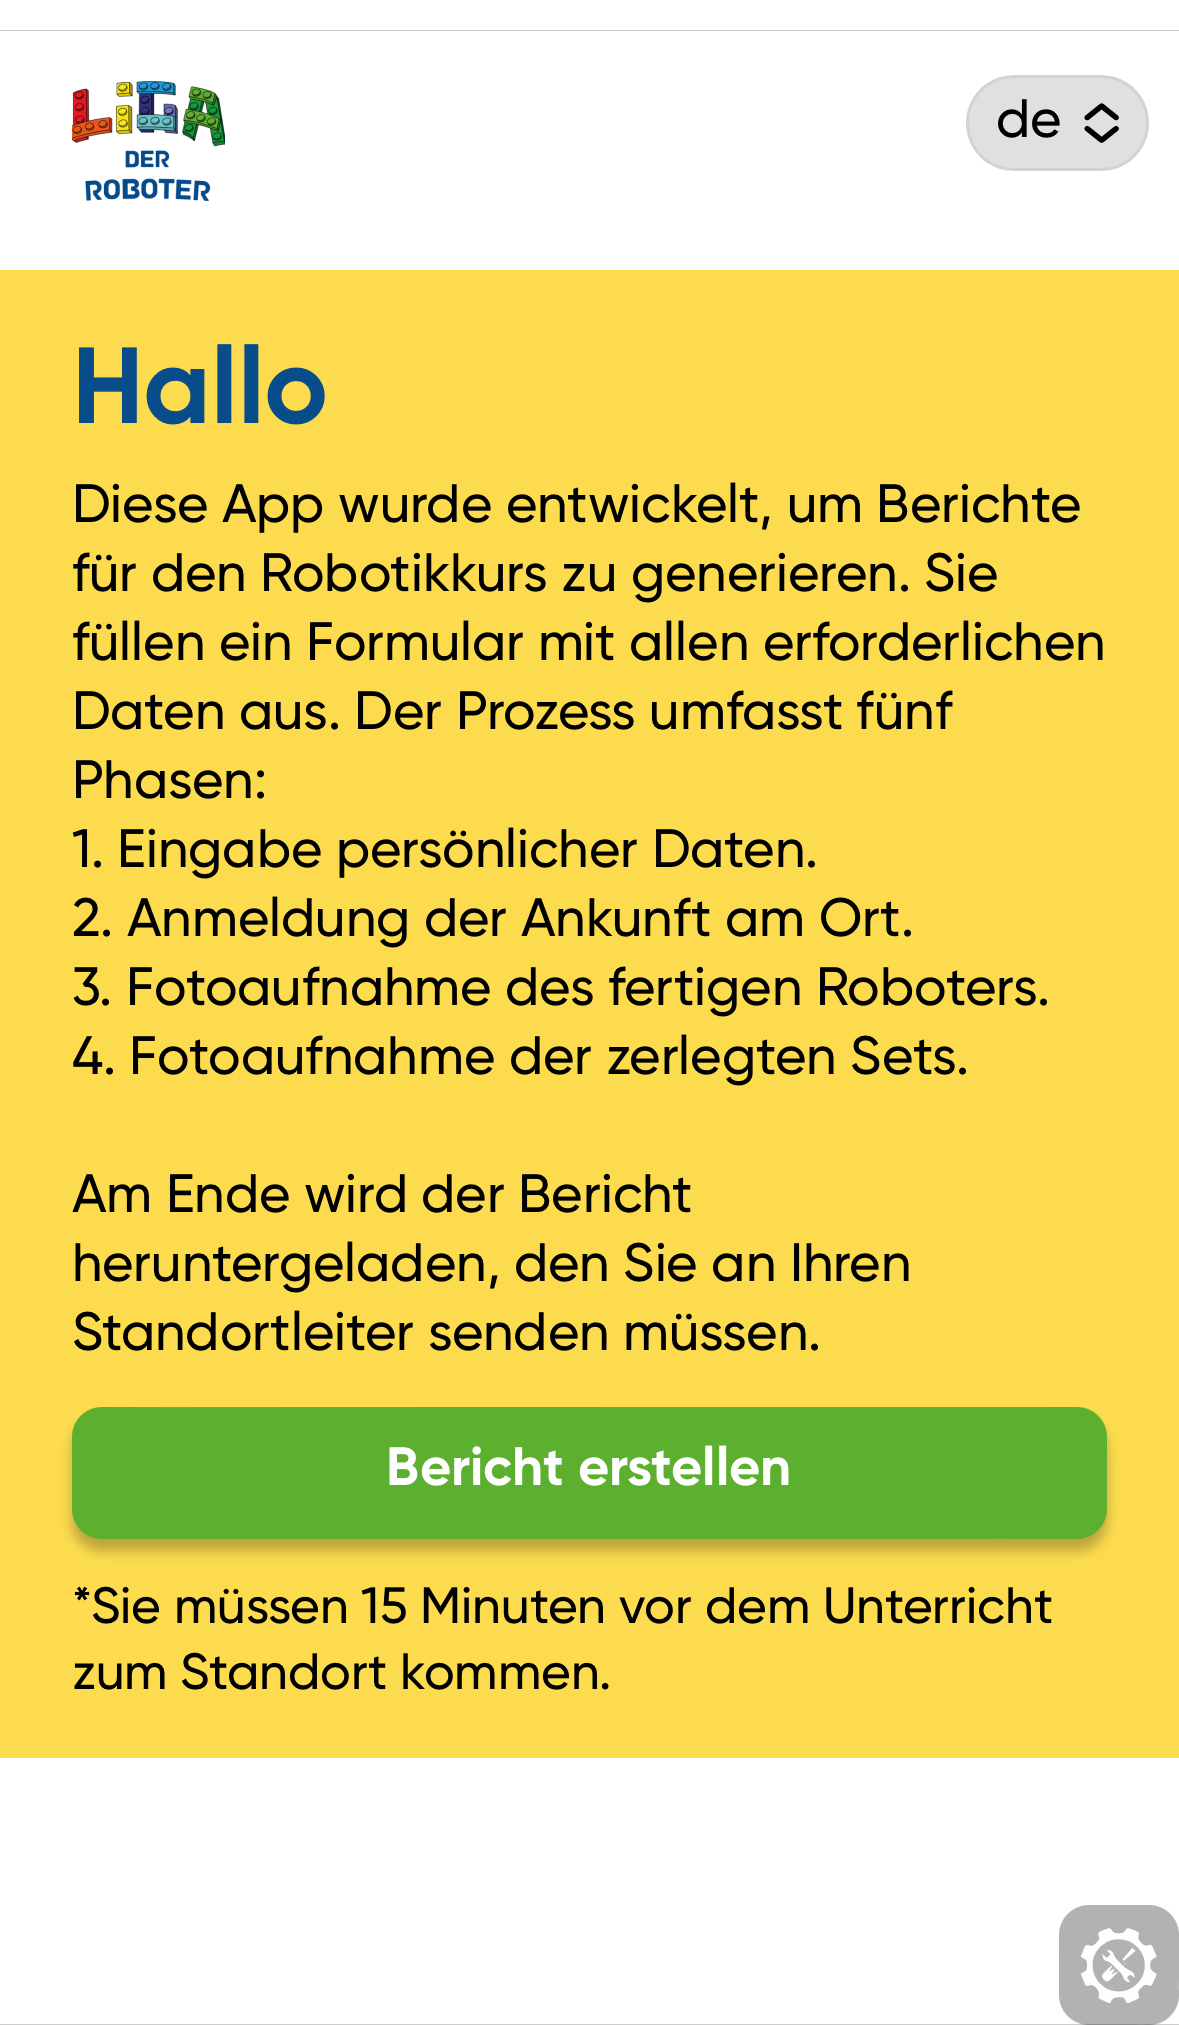 LiGA
DER
ROBOTER
de
Hallo
Diese App wurde entwickelt, um Berichte
für den Robotikkurs zu generieren. Sie
füllen ein Formular mit allen erforderlichen
Daten aus. Der Prozess umfasst fünf
Phasen:
1. Eingabe persönlicher Daten.
2. Anmeldung der Ankunft am Ort.
3. Fotoaufnahme des fertigen Roboters.
4. Fotoaufnahme der zerlegten Sets.
Am Ende wird der Bericht
heruntergeladen, den Sie an Ihren
Standortleiter senden müssen.
Bericht erstellen
*Sie müssen 15 Minuten vor dem Unterricht
zum Standort kommen.